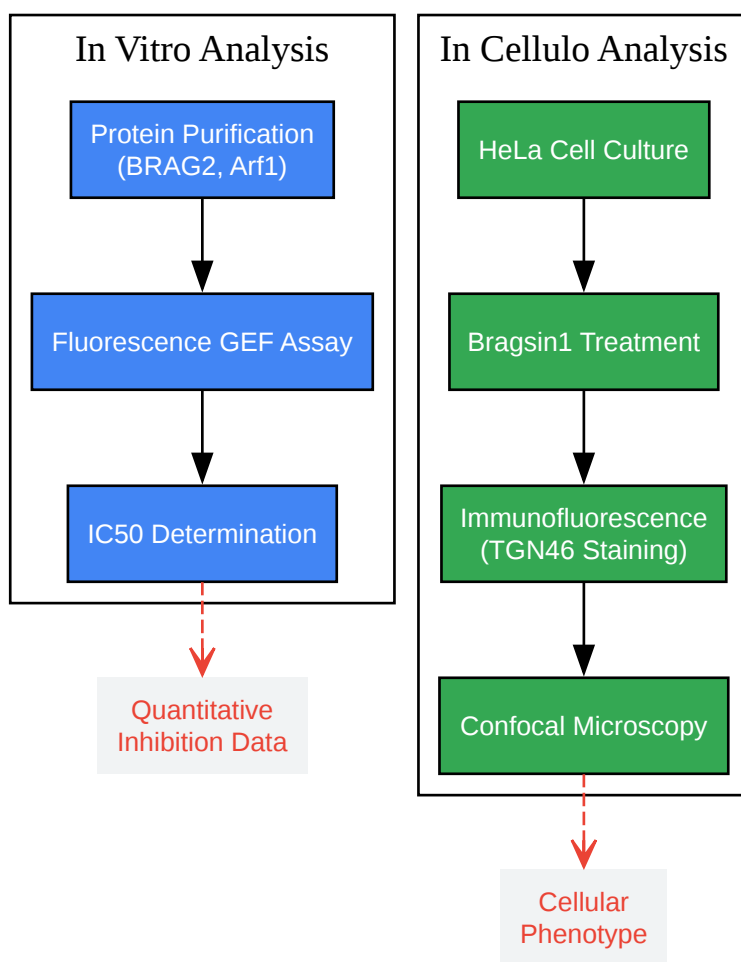 In Vitro Analysis
Protein Purification
(BRAG2, Arf1)
Fluorescence GEF Assay
IC50 Determination
Quantitative
Inhibition Data
In Cellulo Analysis
HeLa Cell Culture
Bragsin1 Treatment
Immunofluorescence
(TGN46 Staining)
Confocal Microscopy
Cellular
Phenotype